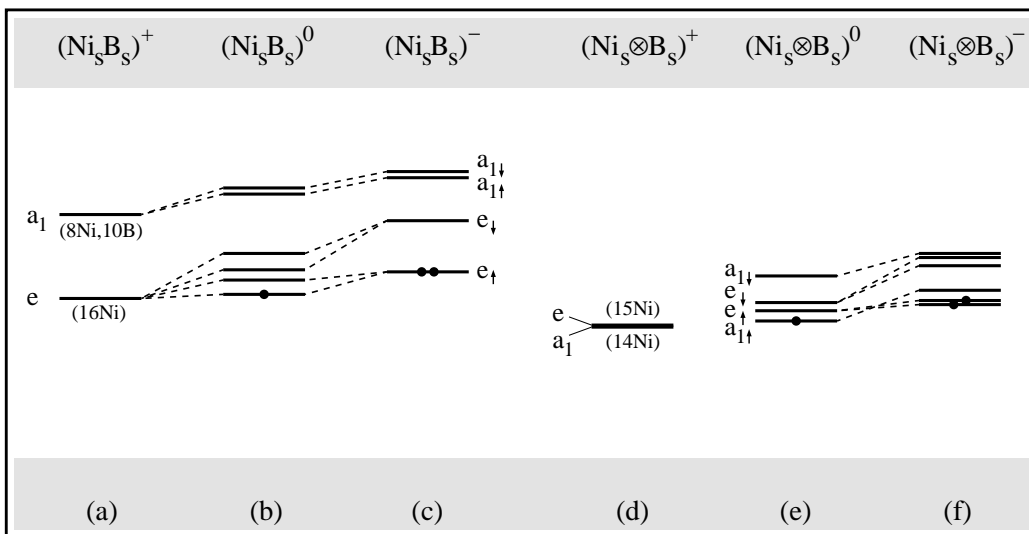 (NiₛBₛ)⁺ (NiₛBₛ)⁰ (NiₛBₛ)⁻ (Niₛ⊗Bₛ)⁺ (Niₛ⊗Bₛ)⁰ (Niₛ⊗Bₛ)⁻
a₁↓
a₁↑
a₁
(8Ni,10B)
e↓
e↑
e
(16Ni)
a₁↓
e↓
e↑
a₁↑
e
(15Ni)
a₁
(14Ni)
(a) (b) (c) (d) (e) (f)